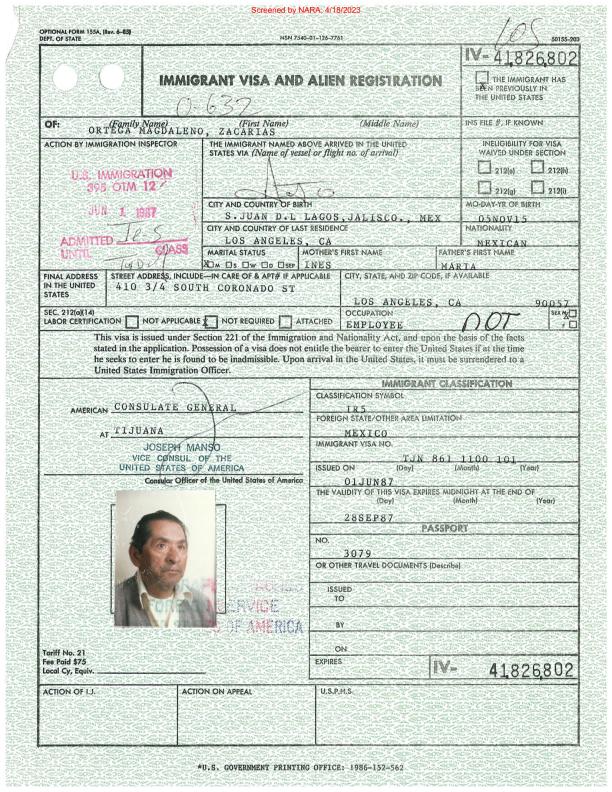 Screened by NARA, 4/18/2023
OPTIONAL FORM 155A, (Rev. 6-85)
DEPT. OF STATE
NSN 7540-01-126-7761
50155-203
105
IV- 41,826,802
IMMIGRANT VISA AND ALIEN REGISTRATION
THE IMMIGRANT HAS
BEEN PREVIOUSLY IN
THE UNITED STATES
0-637
OF: (Family Name) (First Name) (Middle Name)
ORTEGA MAGDALENO, ZACARIAS
INS FILE #, IF KNOWN
ACTION BY IMMIGRATION INSPECTOR
THE IMMIGRANT NAMED ABOVE ARRIVED IN THE UNITED
STATES VIA (Name of vessel or flight no. of arrival)
INELIGIBILITY FOR VISA
WAIVED UNDER SECTION
212(e) 212(h)
212(g) 212(i)
U.S. IMMIGRATION
395 OTM 12
JUN 1 1987
ADMITTED
UNTIL CLASS
CITY AND COUNTRY OF BIRTH
S.JUAN D.L LAGOS,JALISCO., MEX
MO-DAY-YR OF BIRTH
05NOV15
CITY AND COUNTRY OF LAST RESIDENCE
LOS ANGELES, CA
NATIONALITY
MEXICAN
MARITAL STATUS
M S W D SEP
MOTHER'S FIRST NAME
INES
FATHER'S FIRST NAME
MARIA
FINAL ADDRESS
IN THE UNITED
STATES
STREET ADDRESS, INCLUDE—IN CARE OF & APT# IF APPLICABLE
410 3/4 SOUTH CORONADO ST
CITY, STATE, AND ZIP CODE, IF AVAILABLE
LOS ANGELES, CA 90057
SEC. 212(a)(14)
LABOR CERTIFICATION NOT APPLICABLE NOT REQUIRED ATTACHED
OCCUPATION
EMPLOYEE
NOT
SEX M
F
This visa is issued under Section 221 of the Immigration and Nationality Act, and upon the basis of the facts
stated in the application. Possession of a visa does not entitle the bearer to enter the United States if at the time
he seeks to enter he is found to be inadmissible. Upon arrival in the United States, it must be surrendered to a
United States Immigration Officer.
AMERICAN CONSULATE GENERAL
AT TIJUANA
JOSEPH MANSO
VICE CONSUL OF THE
UNITED STATES OF AMERICA
Consular Officer of the United States of America
IMMIGRANT CLASSIFICATION
CLASSIFICATION SYMBOL
IR5
FOREIGN STATE/OTHER AREA LIMITATION
MEXICO
IMMIGRANT VISA NO.
TJN 861 1100 101
ISSUED ON (Day) (Month) (Year)
01JUN87
THE VALIDITY OF THIS VISA EXPIRES MIDNIGHT AT THE END OF
(Day) (Month) (Year)
28SEP87
PASSPORT
NO.
3079
OR OTHER TRAVEL DOCUMENTS (Describe)
ISSUED
TO
BY
ON
EXPIRES
SERVICE
OF AMERICA
Tariff No. 21
Fee Paid $75
Local Cy, Equiv.
IV- 41,826,802
ACTION OF I.J.
ACTION ON APPEAL
U.S.P.H.S.
*U.S. GOVERNMENT PRINTING OFFICE: 1986-152-562